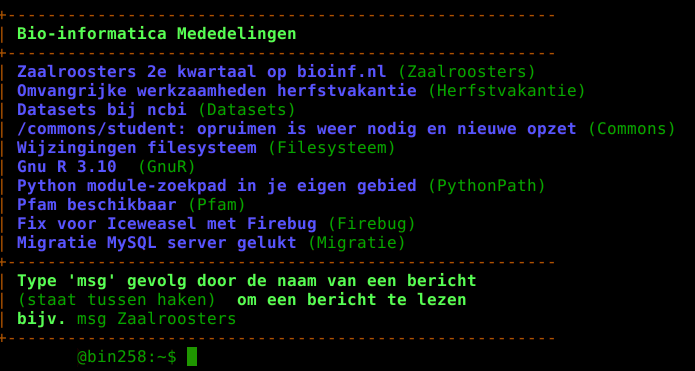 +-------------------------------------------------------
| Bio-informatica Mededelingen
+-------------------------------------------------------
| Zaalroosters 2e kwartaal op bioinf.nl (Zaalroosters)
| Omvangrijke werkzaamheden herfstvakantie (Herfstvakantie)
| Datasets bij ncbi (Datasets)
| /commons/student: opruimen is weer nodig en nieuwe opzet (Commons)
| Wijzingingen filesysteem (Filesysteem)
| Gnu R 3.10  (GnuR)
| Python module-zoekpad in je eigen gebied (PythonPath)
| Pfam beschikbaar (Pfam)
| Fix voor Iceweasel met Firebug (Firebug)
| Migratie MySQL server gelukt (Migratie)
+-------------------------------------------------------
| Type 'msg' gevolg door de naam van een bericht
| (staat tussen haken)  om een bericht te lezen
| bijv. msg Zaalroosters
+-------------------------------------------------------
@bin258:~$